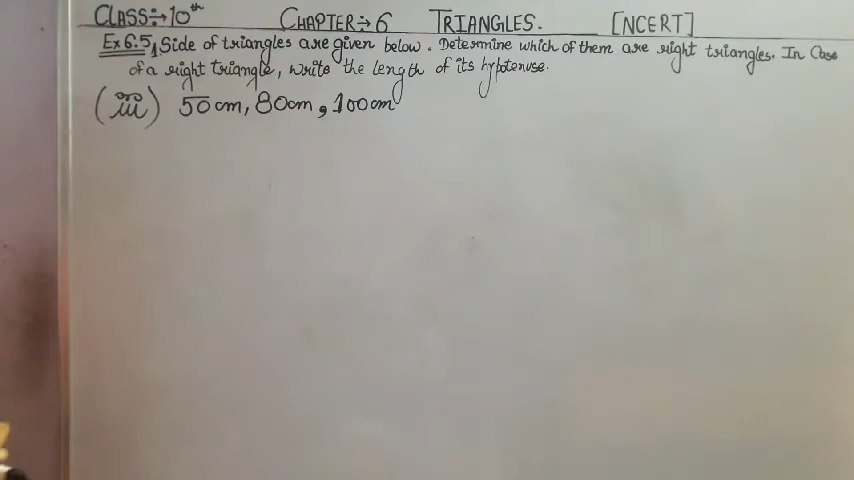 CLASS÷10th CHAPTER÷6 TRIANGLES. [NCERT]
Ex 6.5, Side of triangles are given below. Determine which of them are right triangles. In Case
of a right triangle, write the length of its hypotenuse.
(iii) 50cm, 80cm, 100cm